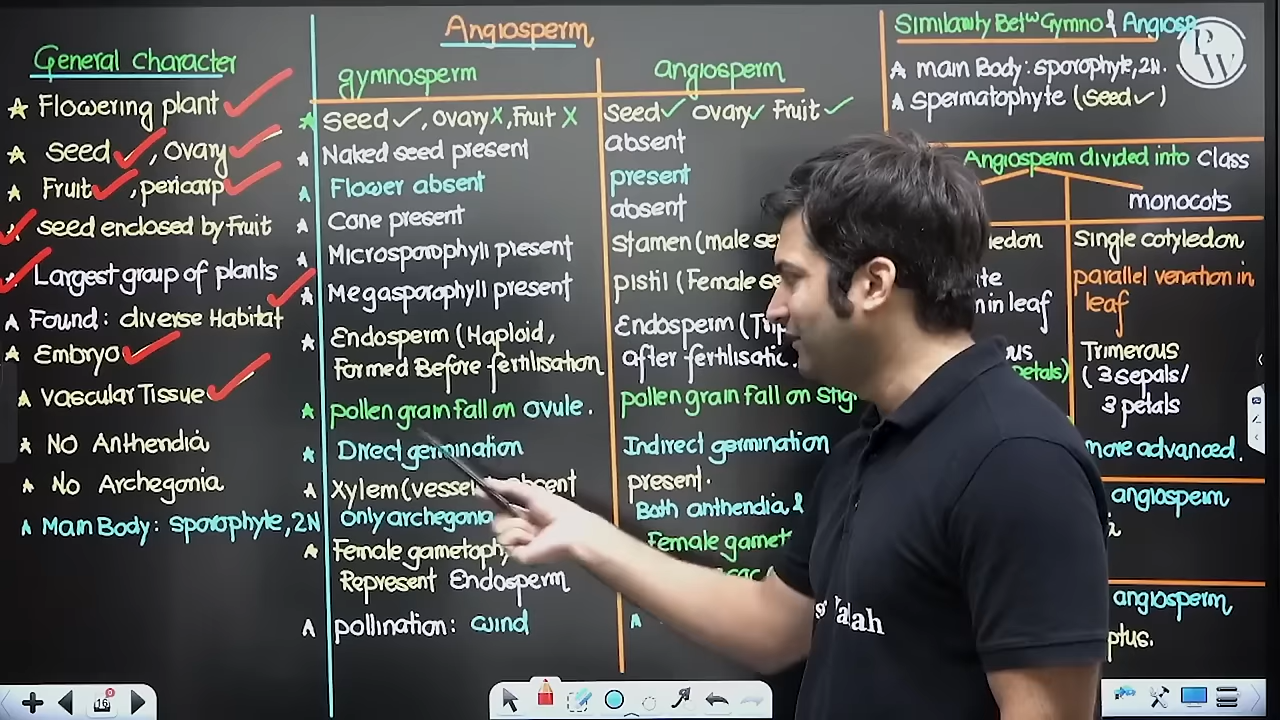 Angiosperm
General Character
★ Flowering plant
★ seed, ovary
★ Fruit, pericarp
seed enclosed by Fruit
Largest group of plants
Found: diverse Habitat
Embryo
Vascular Tissue
NO Anthendia
No Archegonia
Main Body: sporophyte, 2N
gymnosperm
seed ✓, ovary X, Fruit X
Naked seed present
Flower absent
Cone present
Microsporophyll present
Megasporophyll present
Endosperm (Haploid,
Formed Before fertilisation
pollen grain fall on ovule.
Direct germination
Xylem (vesse absent
only archegonia
Female gametoph
Represent Endosperm
pollination: wind
angiosperm
Seed ✓ ovary ✓ Fruit ✓
absent
present
absent
Stamen (male se
pistil (Female se
Endosperm (Trip
after fertilisatic
pollen grain fall on stig
Indirect germination
present.
Both anthendia &
Female gamet
Similarity Betʷ Gymno & Angiosp
main Body: sporophyte, 2N.
spermatophyte (seed ✓)
PW
Angiosperm divided into Class
monocots
ledon
Single cotyledon
parallel venation in
leaf
n in leaf
Trimerous
petals)
(3 sepals/
3 petals
more advanced.
angiosperm
angiosperm
ptus.
16